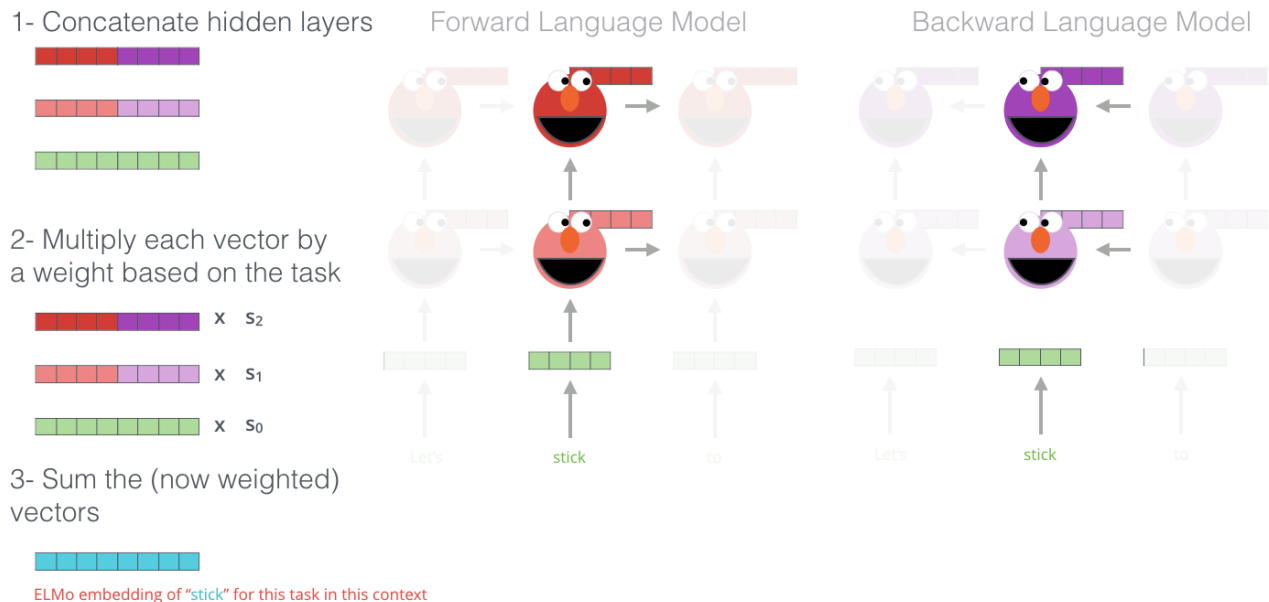 1- Concatenate hidden layers
Forward Language Model
Backward Language Model
2- Multiply each vector by
a weight based on the task
x s2
x s1
x s0
Let's stick to
Let's stick to
3- Sum the (now weighted)
vectors
ELMo embedding of “stick” for this task in this context